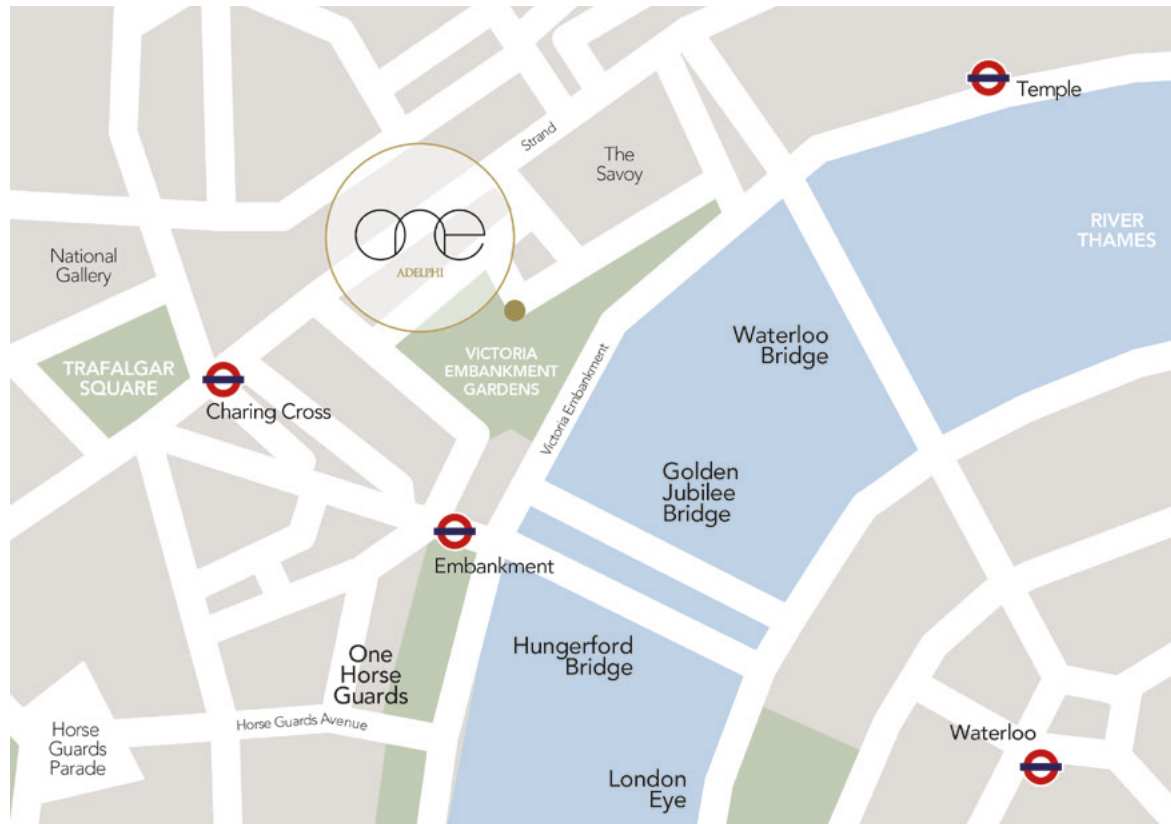 Temple
Strand
The
Savoy
one
ADELPHI
RIVER
THAMES
National
Gallery
Waterloo
Bridge
VICTORIA
EMBANKMENT
GARDENS
TRAFALGAR
SQUARE
Charing Cross
Victoria Embankment
Golden
Jubilee
Bridge
Embankment
Hungerford
Bridge
One
Horse
Guards
Horse Guards Avenue
Horse
Guards
Parade
Waterloo
London
Eye